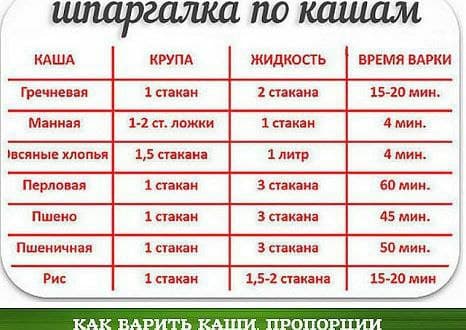 шпаргалка по кашам
КАША КРУПА ЖИДКОСТЬ ВРЕМЯ ВАРКИ
Гречневая 1 стакан 2 стакана 15-20 мин.
Манная 1-2 ст. ложки 1 стакан 4 мин.
Овсяные хлопья 1,5 стакана 1 литр 4 мин.
Перловая 1 стакан 3 стакана 60 мин.
Пшено 1 стакан 3 стакана 45 мин.
Пшеничная 1 стакан 3 стакана 50 мин.
Рис 1 стакан 1,5-2 стакана 15-20 мин
КАК ВАРИТЬ КАШИ. ПРОПОРЦИИ